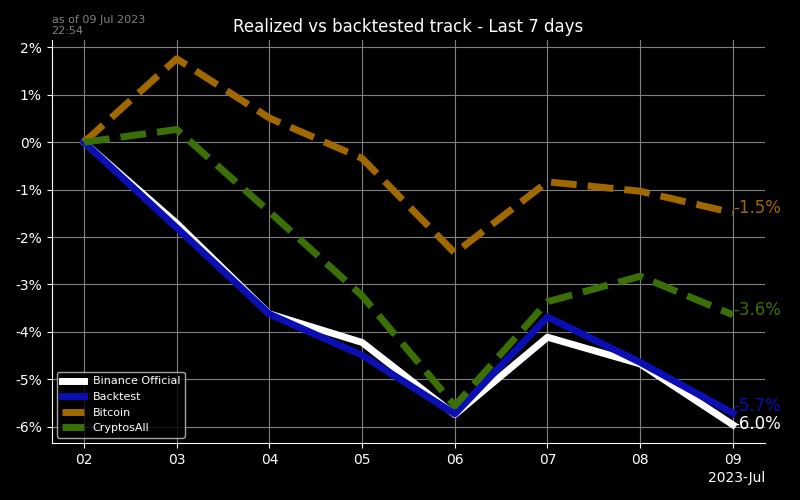 as of 09 Jul 2023
22:54
Realized vs backtested track - Last 7 days
2%
1%
0%
-1%
-2%
-3%
-4%
-5%
-6%
-1.5%
-3.6%
-5.7%
-6.0%
Binance Official
Backtest
Bitcoin
CryptosAll
02 03 04 05 06 07 08 09
2023-Jul